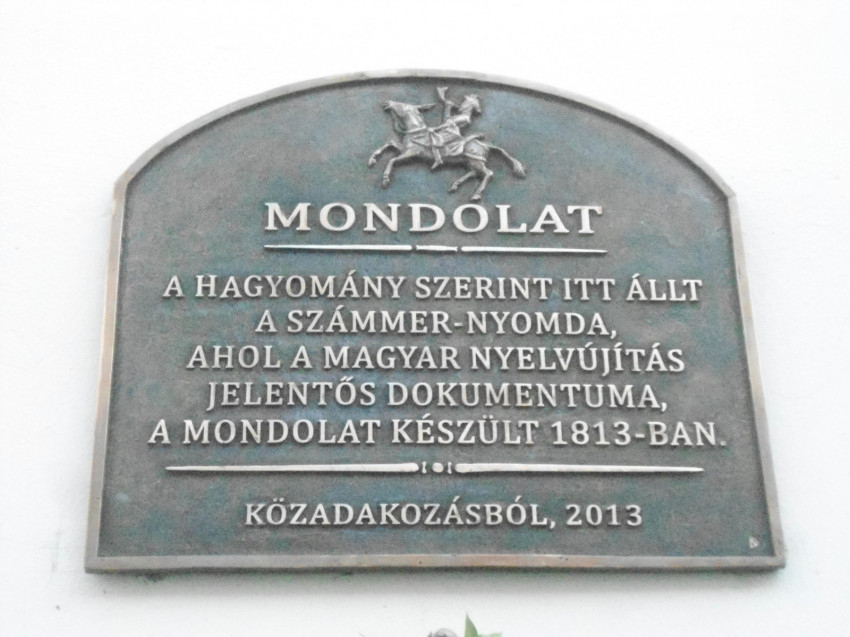 MONDOLAT
A HAGYOMÁNY SZERINT ITT ÁLLT
A SZÁMMER-NYOMDA,
AHOL A MAGYAR NYELVÚJÍTÁS
JELENTŐS DOKUMENTUMA,
A MONDOLAT KÉSZÜLT 1813-BAN.
KÖZADAKOZÁSBÓL, 2013